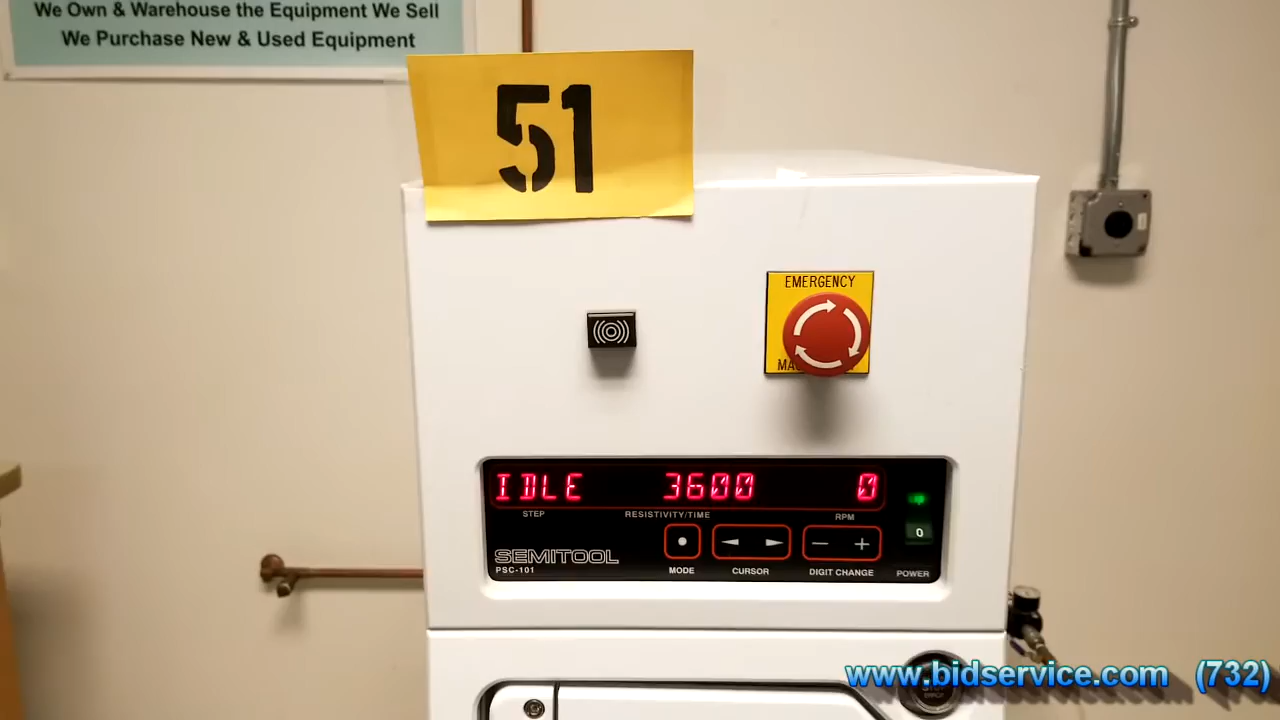 We Own & Warehouse the Equipment We Sell
We Purchase New & Used Equipment
51
EMERGENCY
IDLE 3600 0
STEP RESISTIVITY/TIME RPM
SEMITOOL
PSC-101
MODE CURSOR DIGIT CHANGE POWER
0
www.bidservice.com (732)